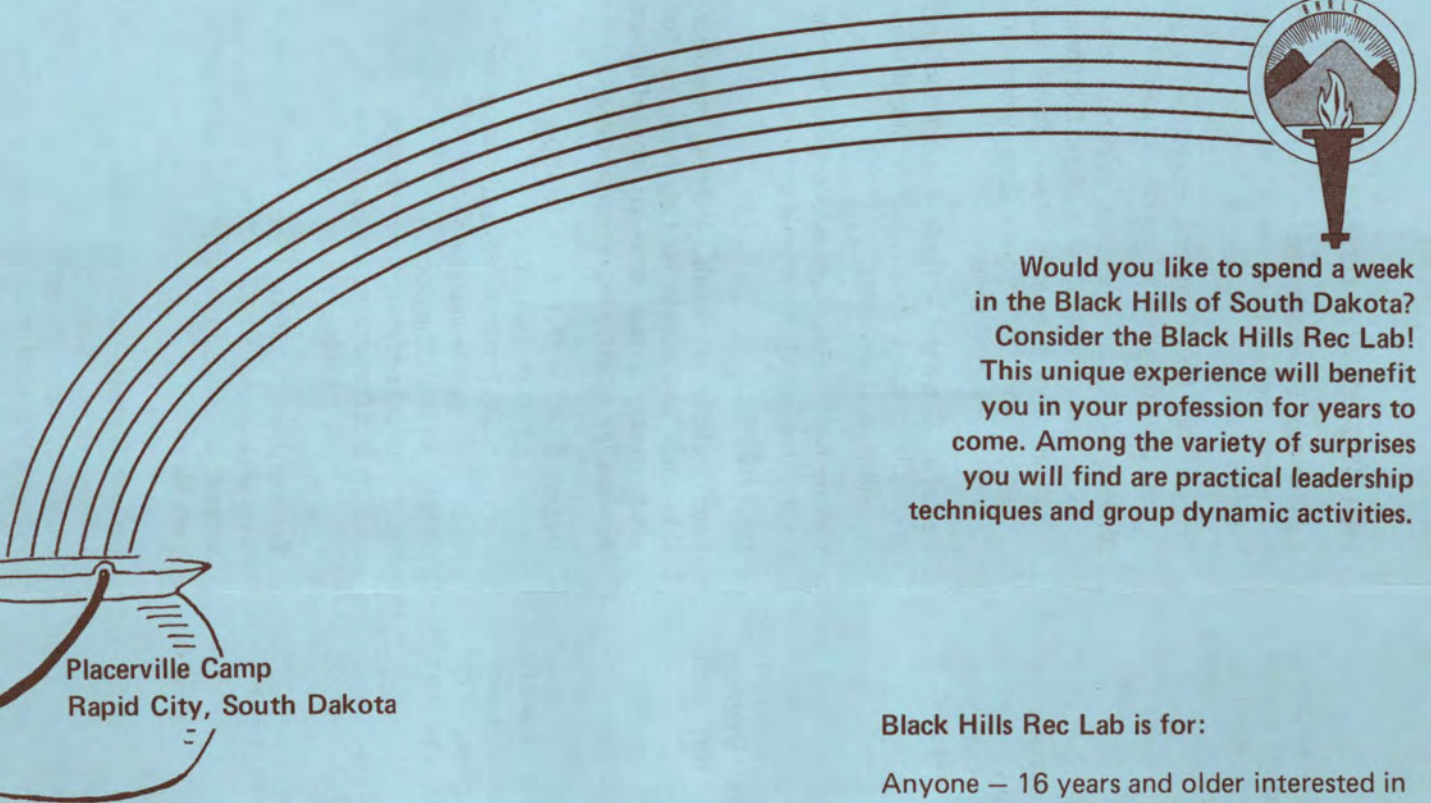 BHRLL
Would you like to spend a week
in the Black Hills of South Dakota?
Consider the Black Hills Rec Lab!
This unique experience will benefit
you in your profession for years to
come. Among the variety of surprises
you will find are practical leadership
techniques and group dynamic activities.
Placerville Camp
Rapid City, South Dakota
Black Hills Rec Lab is for:
Anyone — 16 years and older interested in